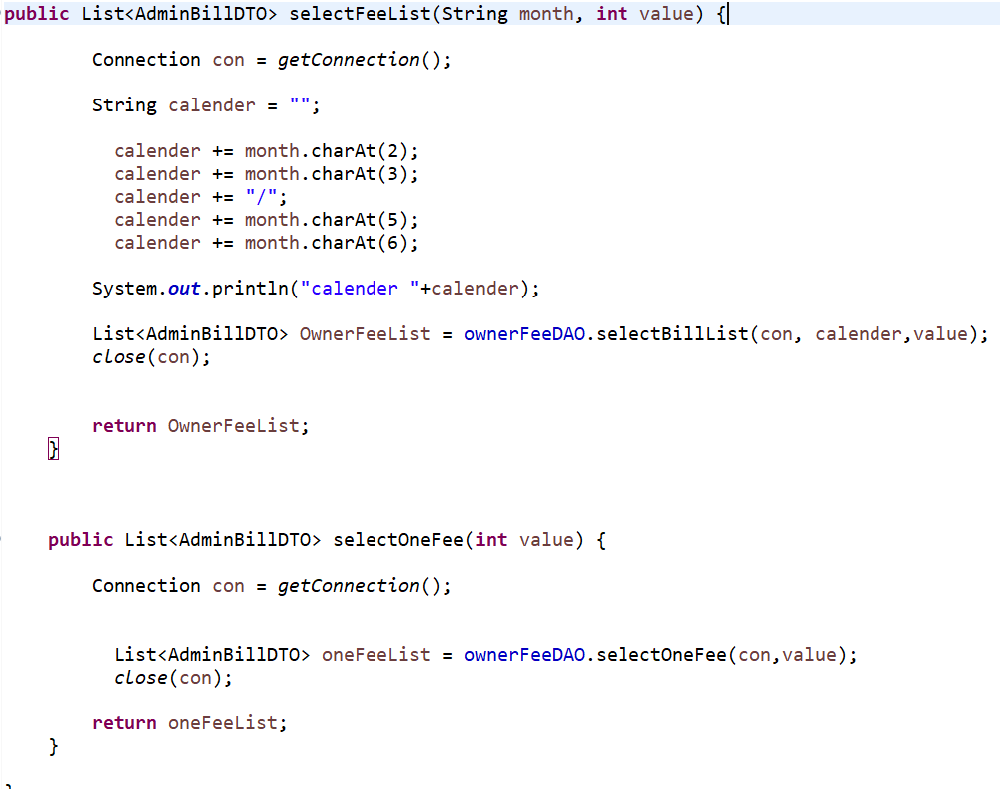 public List<AdminBillDTO> selectFeeList(String month, int value) {
Connection con = getConnection();
String calender = "";
calender += month.charAt(2);
calender += month.charAt(3);
calender += "/";
calender += month.charAt(5);
calender += month.charAt(6);
System.out.println("calender "+calender);
List<AdminBillDTO> OwnerFeeList = ownerFeeDAO.selectBillList(con, calender,value);
close(con);
return OwnerFeeList;
}
public List<AdminBillDTO> selectOneFee(int value) {
Connection con = getConnection();
List<AdminBillDTO> oneFeeList = ownerFeeDAO.selectOneFee(con,value);
close(con);
return oneFeeList;
}